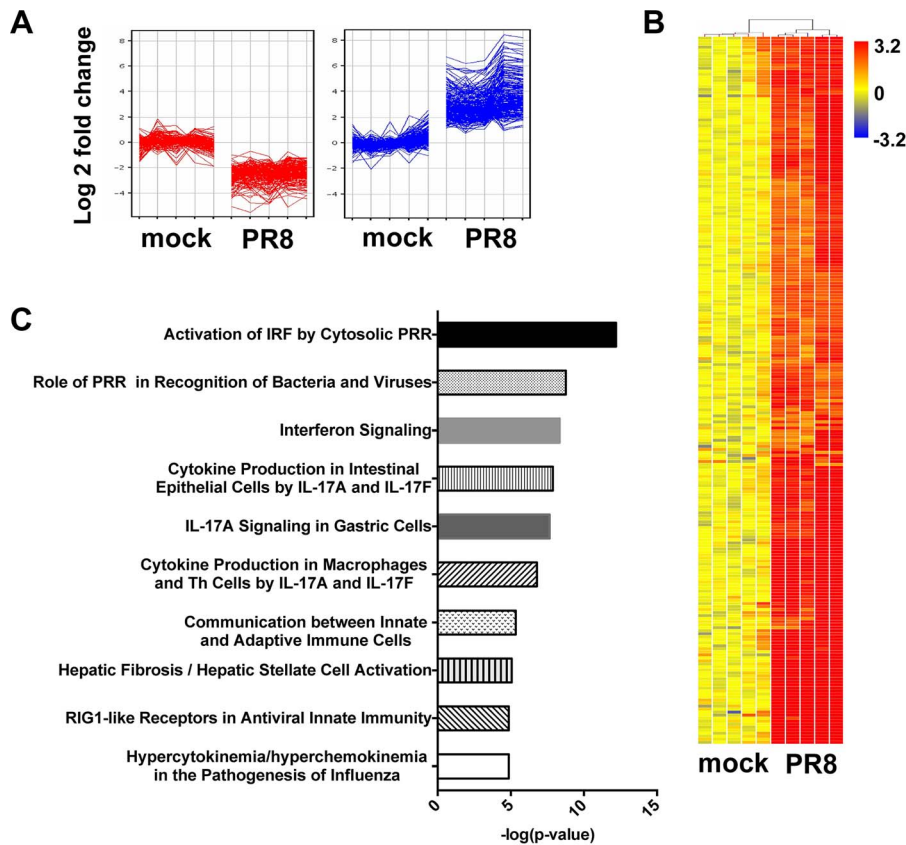 A
Log 2 fold change
8
6
4
2
0
−2
−4
8
6
4
2
0
−2
−4
mock PR8
mock PR8
B
3.2
0
-3.2
mock PR8
C
Activation of IRF by Cytosolic PRR
Role of PRR in Recognition of Bacteria and Viruses
Interferon Signaling
Cytokine Production in Intestinal
Epithelial Cells by IL-17A and IL-17F
IL-17A Signaling in Gastric Cells
Cytokine Production in Macrophages
and Th Cells by IL-17A and IL-17F
Communication between Innate
and Adaptive Immune Cells
Hepatic Fibrosis / Hepatic Stellate Cell Activation
RIG1-like Receptors in Antiviral Innate Immunity
Hypercytokinemia/hyperchemokinemia
in the Pathogenesis of Influenza
0 5 10 15
-log(p-value)